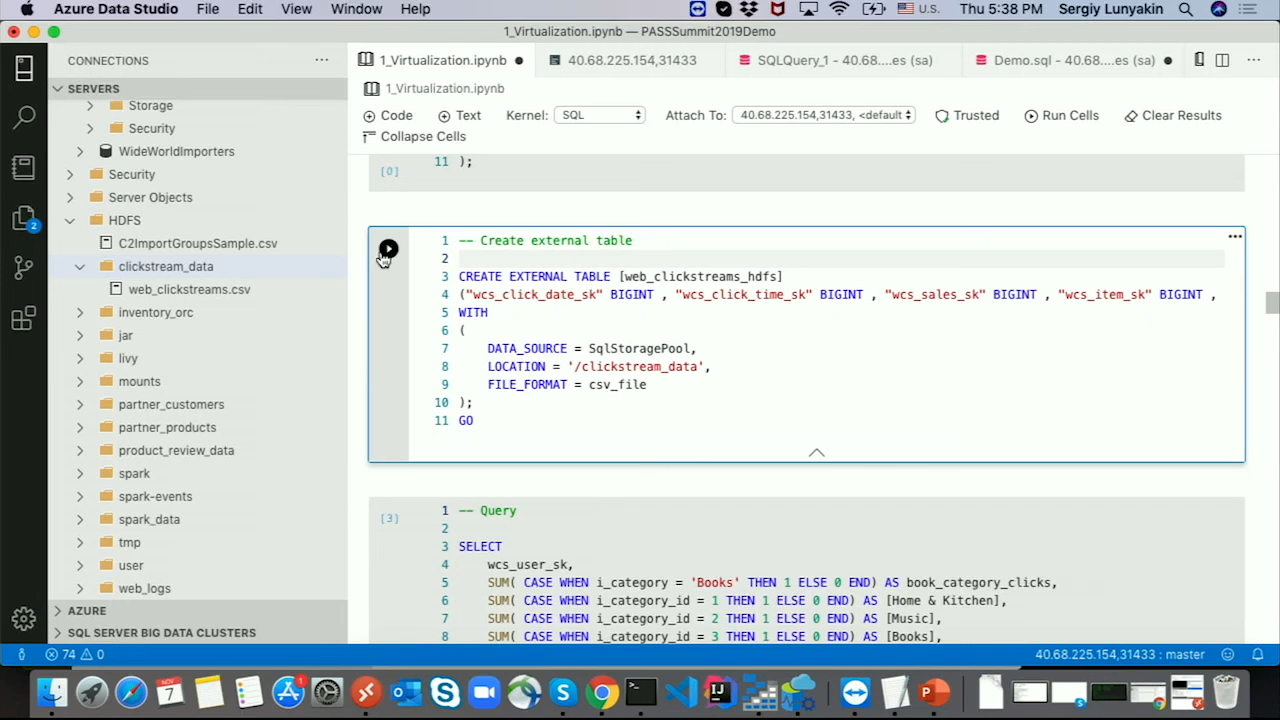 Azure Data Studio File Edit View Window Help U.S. Thu 5:38 PM Sergiy Lunyakin
1_Virtualization.ipynb — PASSSummit2019Demo
CONNECTIONS
1_Virtualization.ipynb
40.68.225.154,31433
SQLQuery_1 - 40.68....es (sa)
Demo.sql - 40.68....es (sa)
SERVERS
Storage
Security
WideWorldImporters
Security
Server Objects
HDFS
C2ImportGroupsSample.csv
clickstream_data
web_clickstreams.csv
inventory_orc
jar
livy
mounts
partner_customers
partner_products
product_review_data
spark
spark-events
spark_data
tmp
user
web_logs
AZURE
SQL SERVER BIG DATA CLUSTERS
2
1_Virtualization.ipynb
Code Text Kernel: SQL Attach To: 40.68.225.154,31433, <default Trusted Run Cells Clear Results
Collapse Cells
11 );
[0]
1 -- Create external table
2
3 CREATE EXTERNAL TABLE [web_clickstreams_hdfs]
4 ("wcs_click_date_sk" BIGINT , "wcs_click_time_sk" BIGINT , "wcs_sales_sk" BIGINT , "wcs_item_sk" BIGINT ,
5 WITH
6 (
7 DATA_SOURCE = SqlStoragePool,
8 LOCATION = '/clickstream_data',
9 FILE_FORMAT = csv_file
10 );
11 GO
[3]
1 -- Query
2
3 SELECT
4 wcs_user_sk,
5 SUM( CASE WHEN i_category = 'Books' THEN 1 ELSE 0 END) AS book_category_clicks,
6 SUM( CASE WHEN i_category_id = 1 THEN 1 ELSE 0 END) AS [Home & Kitchen],
7 SUM( CASE WHEN i_category_id = 2 THEN 1 ELSE 0 END) AS [Music],
8 SUM( CASE WHEN i_category_id = 3 THEN 1 ELSE 0 END) AS [Books],
74 0 40.68.225.154,31433 : master
NOV
7
1